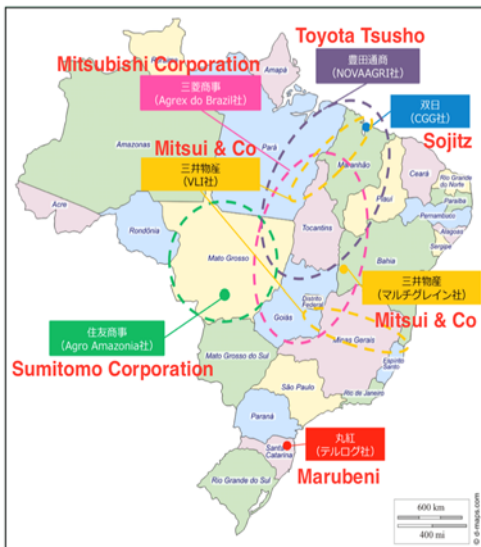 Toyota Tsusho
豊田通商
(NOVAAGRI社)
Mitsubishi Corporation
三菱商事
(Agrex do Brazil社)
双日
(CGG社)
Sojitz
Mitsui & Co
三井物産
(VLI社)
Amapá
Amazonas
Pará
Maranhão
Ceará
Rio Grande
do Norte
Paraíba
Pernambuco
Alagoas
Sergipe
Piauí
Acre
Rondônia
Tocantins
Bahia
Mato Grosso
三井物産
(マルチグレイン社)
Mitsui & Co
Distrito
Federal
Goiás
Minas Gerais
Espírito
Santo
住友商事
(Agro Amazonia社)
Sumitomo Corporation
Mato Grosso do Sul
São Paulo
Rio de Janeiro
Paraná
Santa
Catarina
丸紅
(テルログ社)
Marubeni
Rio Grande do Sul
600 km
400 mi
© d-maps.com